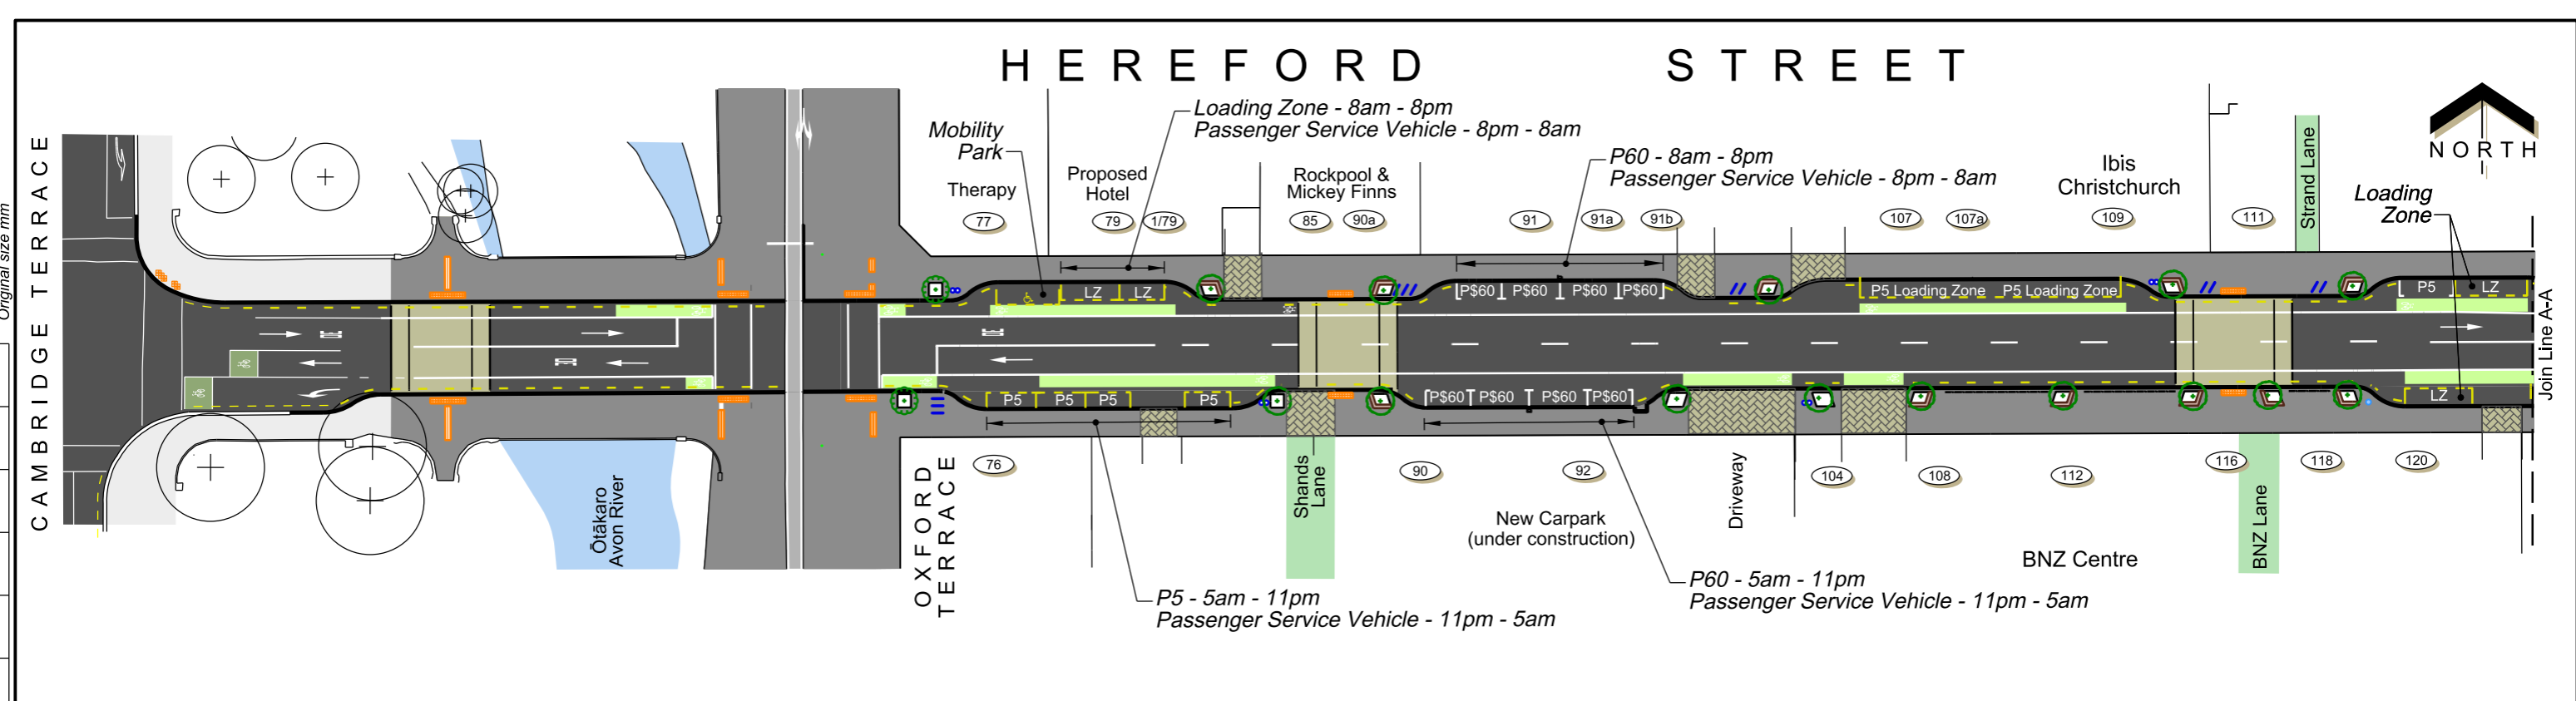 HEREFORD STREET
Original size mm
CAMBRIDGE TERRACE
Mobility
Park
Therapy
77
Loading Zone - 8am - 8pm
Passenger Service Vehicle - 8pm - 8am
Proposed
Hotel
79
1/79
Rockpool &
Mickey Finns
85
90a
P60 - 8am - 8pm
Passenger Service Vehicle - 8pm - 8am
91
91a
91b
107
107a
Ibis
Christchurch
109
111
Strand Lane
Loading
Zone
NORTH
LZ LZ
P$60 P$60 P$60 P$60
P5 Loading Zone P5 Loading Zone
P5 LZ
Join Line A-A
P5 P5 P5 P5
P$60 P$60 P$60 P$60
LZ
Ōtākaro
Avon River
OXFORD
TERRACE
76
Shands
Lane
90
92
New Carpark
(under construction)
Driveway
104
108
112
116
118
120
BNZ Centre
BNZ Lane
P5 - 5am - 11pm
Passenger Service Vehicle - 11pm - 5am
P60 - 5am - 11pm
Passenger Service Vehicle - 11pm - 5am